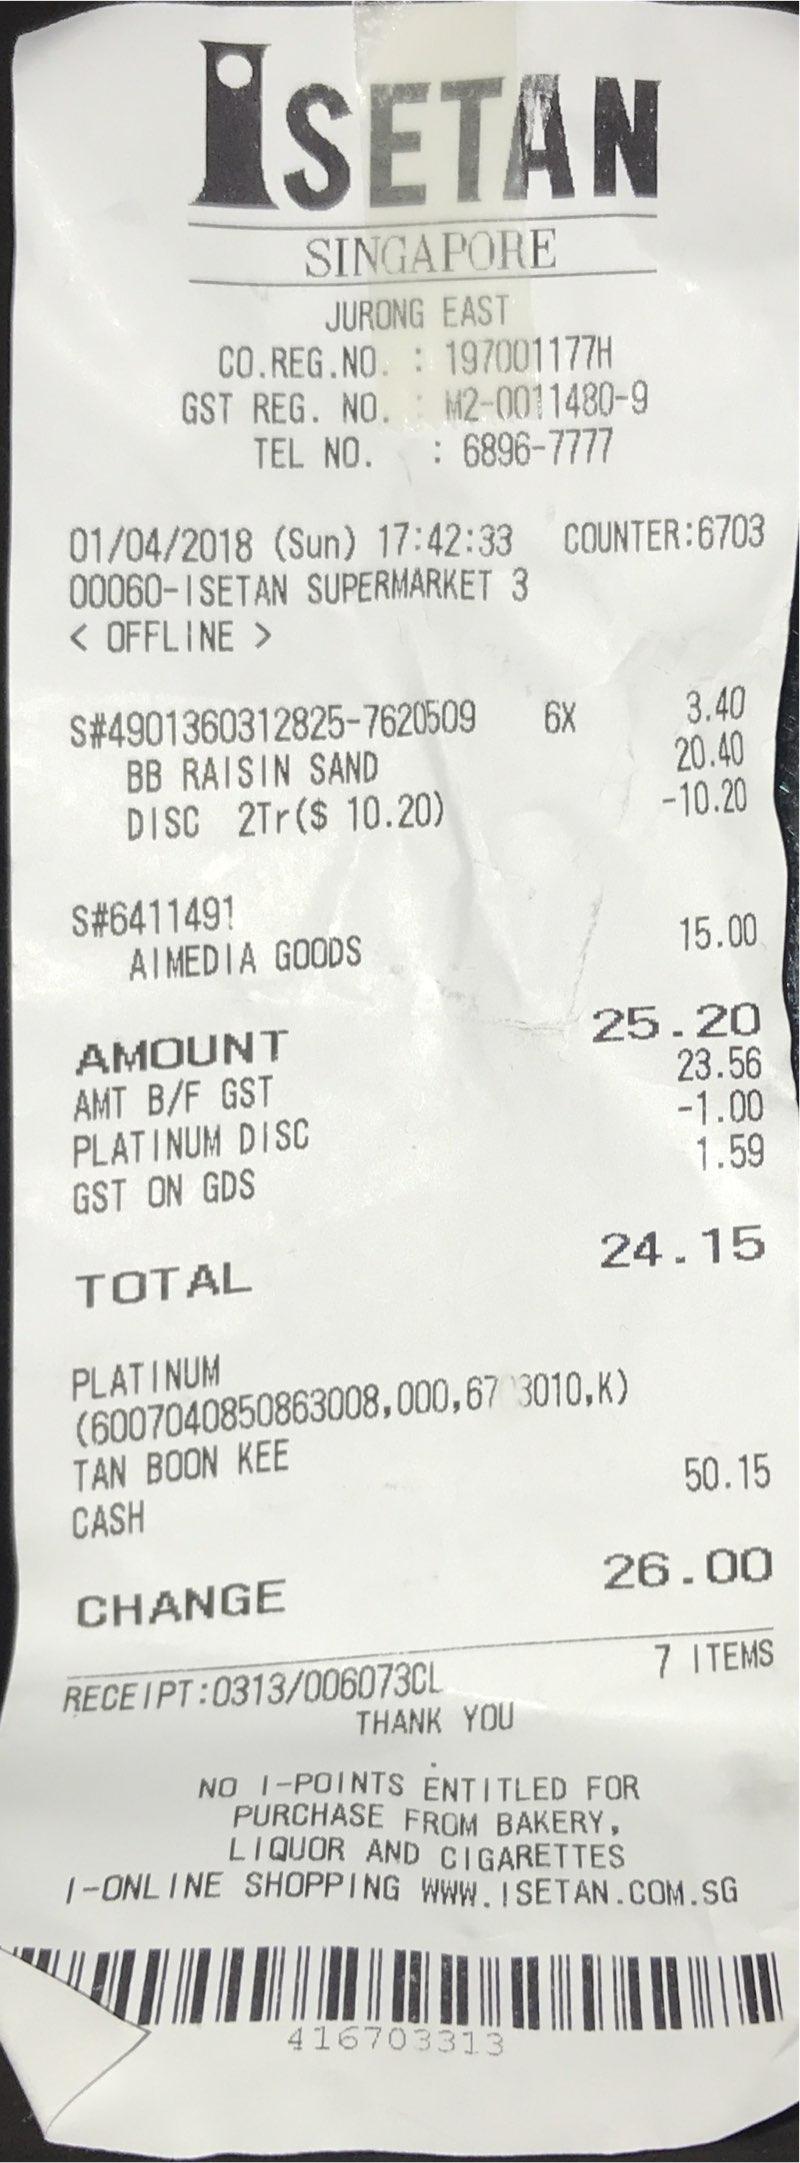 ISETAN
SINGAPORE
JURONG EAST
CO.REG.NO. : 197001177H
GST REG. NO. : M2-0011480-9
TEL NO. : 6896-7777
01/04/2018 (Sun) 17:42:33 COUNTER:6703
00060-ISETAN SUPERMARKET 3
< OFFLINE >
S#4901360312825-7620509 6X 3.40
BB RAISIN SAND 20.40
DISC 2Tr($ 10.20) -10.20
S#6411491
AIMEDIA GOODS 15.00
AMOUNT 25.20
AMT B/F GST 23.56
PLATINUM DISC -1.00
GST ON GDS 1.59
TOTAL 24.15
PLATINUM
(6007040850863008,000,67 3010,K)
TAN BOON KEE
CASH 50.15
CHANGE 26.00
7 ITEMS
RECEIPT:0313/006073CL
THANK YOU
NO I-POINTS ENTITLED FOR
PURCHASE FROM BAKERY,
LIQUOR AND CIGARETTES
I-ONLINE SHOPPING WWW.ISETAN.COM.SG
416703313